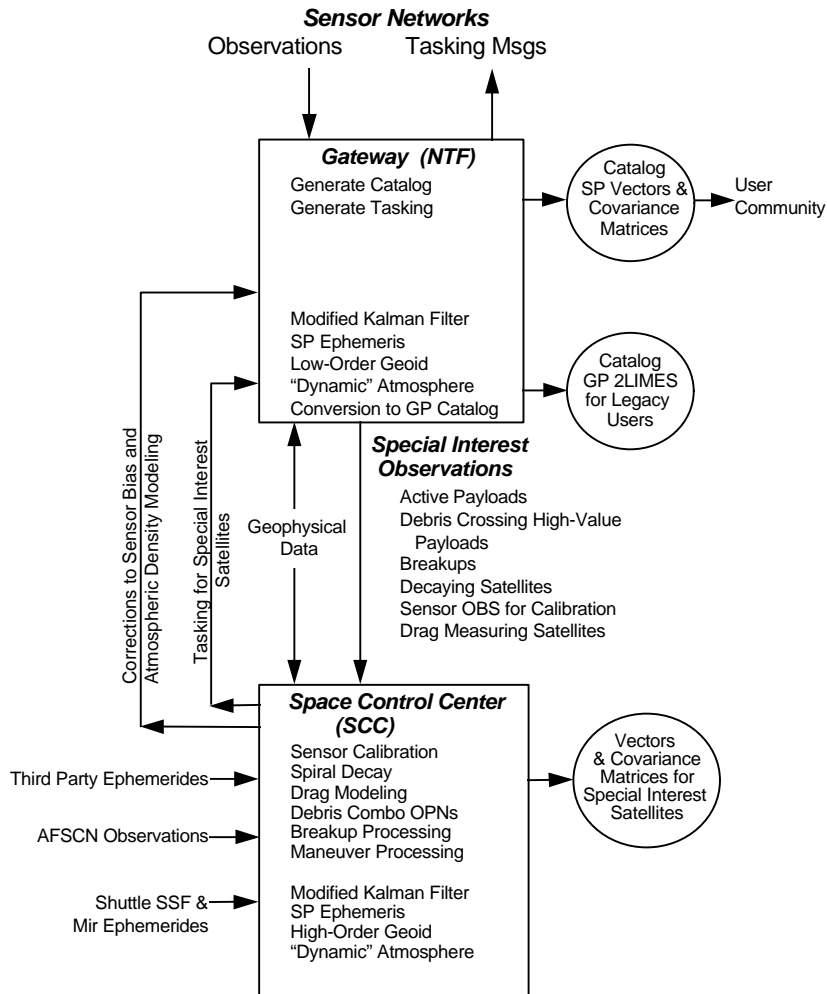 Sensor Networks
Observations
Tasking Msgs
Gateway (NTF)
Generate Catalog
Generate Tasking
Modified Kalman Filter
SP Ephemeris
Low-Order Geoid
“Dynamic” Atmosphere
Conversion to GP Catalog
Catalog
SP Vectors &
Covariance
Matrices
User
Community
Catalog
GP 2LIMES
for Legacy
Users
Corrections to Sensor Bias and
Atmospheric Density Modeling
Tasking for Special Interest
Satellites
Geophysical
Data
Special Interest
Observations
Active Payloads
Debris Crossing High-Value
Payloads
Breakups
Decaying Satellites
Sensor OBS for Calibration
Drag Measuring Satellites
Space Control Center
(SCC)
Sensor Calibration
Spiral Decay
Drag Modeling
Debris Combo OPNs
Breakup Processing
Maneuver Processing
Modified Kalman Filter
SP Ephemeris
High-Order Geoid
“Dynamic” Atmosphere
Third Party Ephemerides
AFSCN Observations
Shuttle SSF &
Mir Ephemerides
Vectors
& Covariance
Matrices for
Special Interest
Satellites